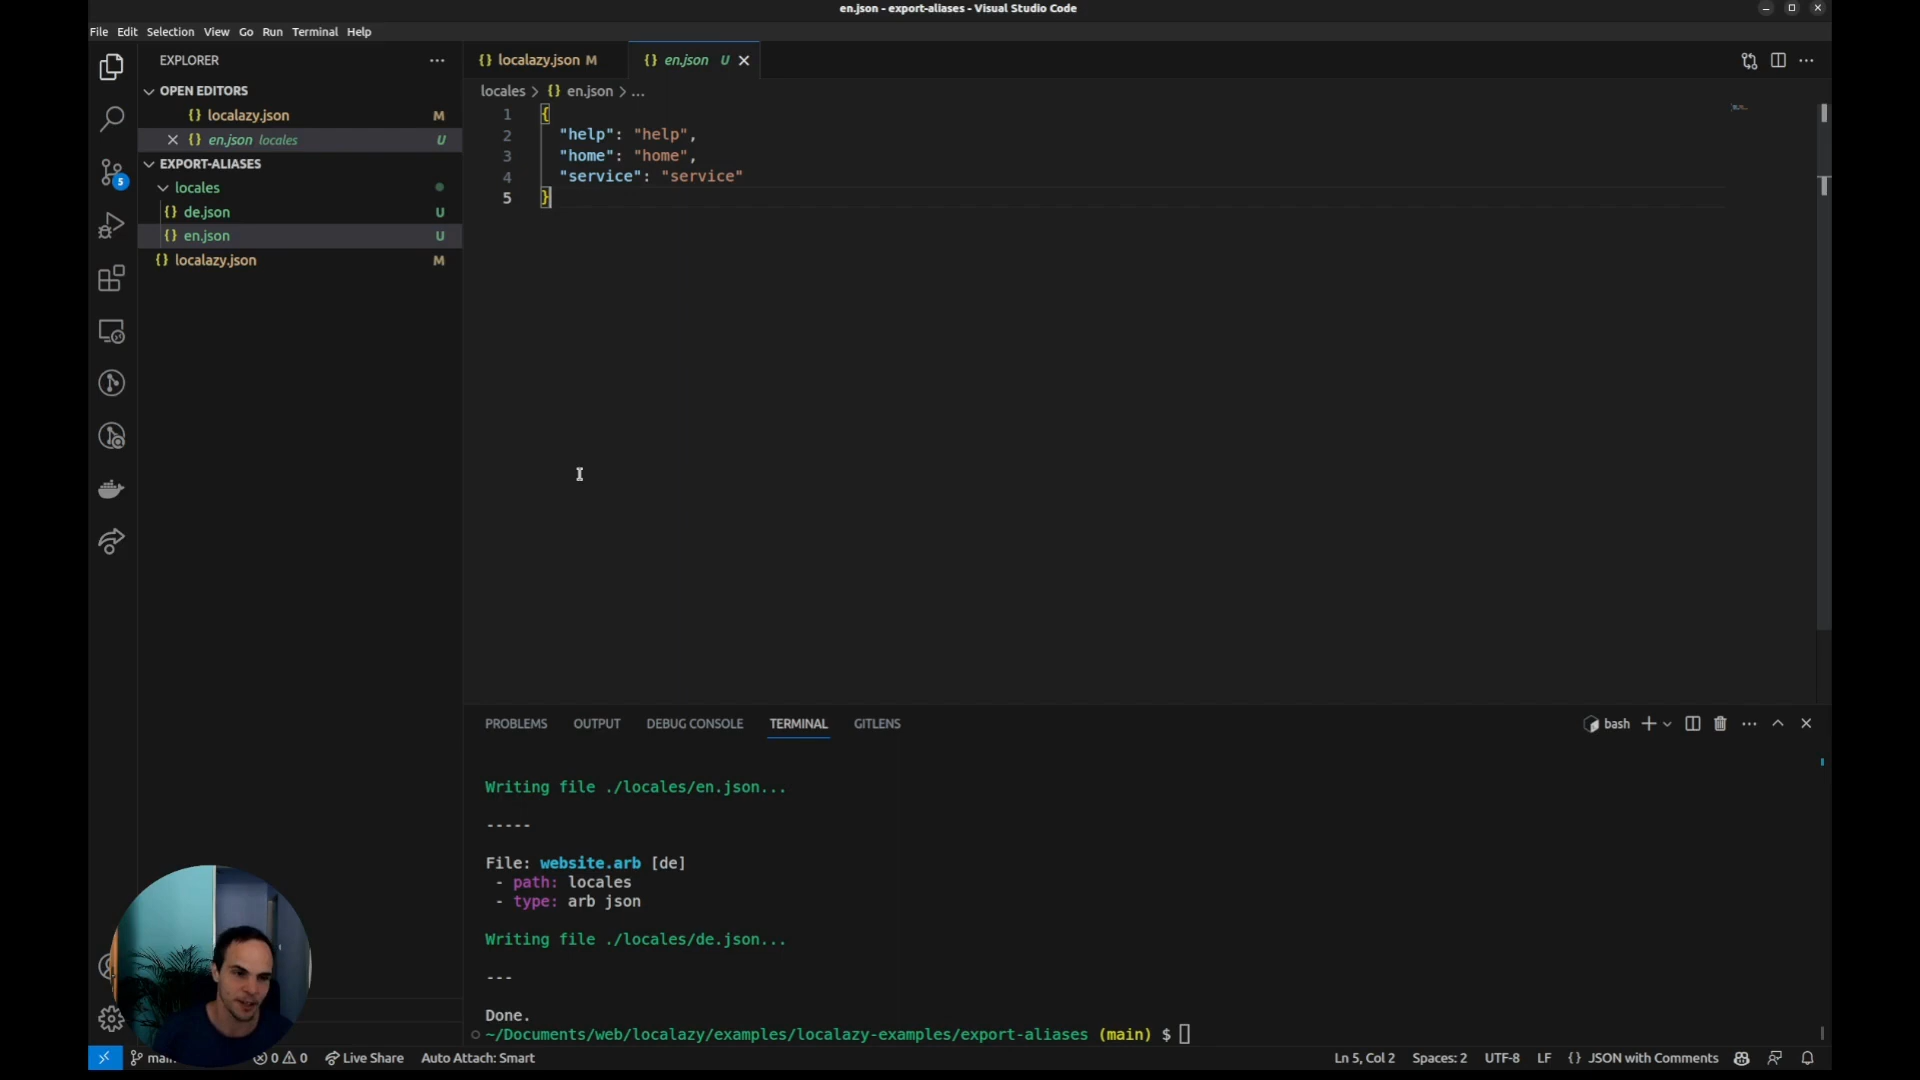 en.json - export-aliases - Visual Studio Code
File Edit Selection View Go Run Terminal Help
EXPLORER
OPEN EDITORS
localazy.json M
en.json locales U
EXPORT-ALIASES
locales
de.json U
en.json U
localazy.json M
5
localazy.json M
en.json U
locales > {} en.json > ...
1 {
2 "help": "help",
3 "home": "home",
4 "service": "service"
5 }
PROBLEMS OUTPUT DEBUG CONSOLE TERMINAL GITLENS
bash
Writing file ./locales/en.json...
-----
File: website.arb [de]
- path: locales
- type: arb json
Writing file ./locales/de.json...
---
Done.
~/Documents/web/localazy/examples/localazy-examples/export-aliases (main) $
0 0 Live Share Auto Attach: Smart
Ln 5, Col 2 Spaces: 2 UTF-8 LF {} JSON with Comments